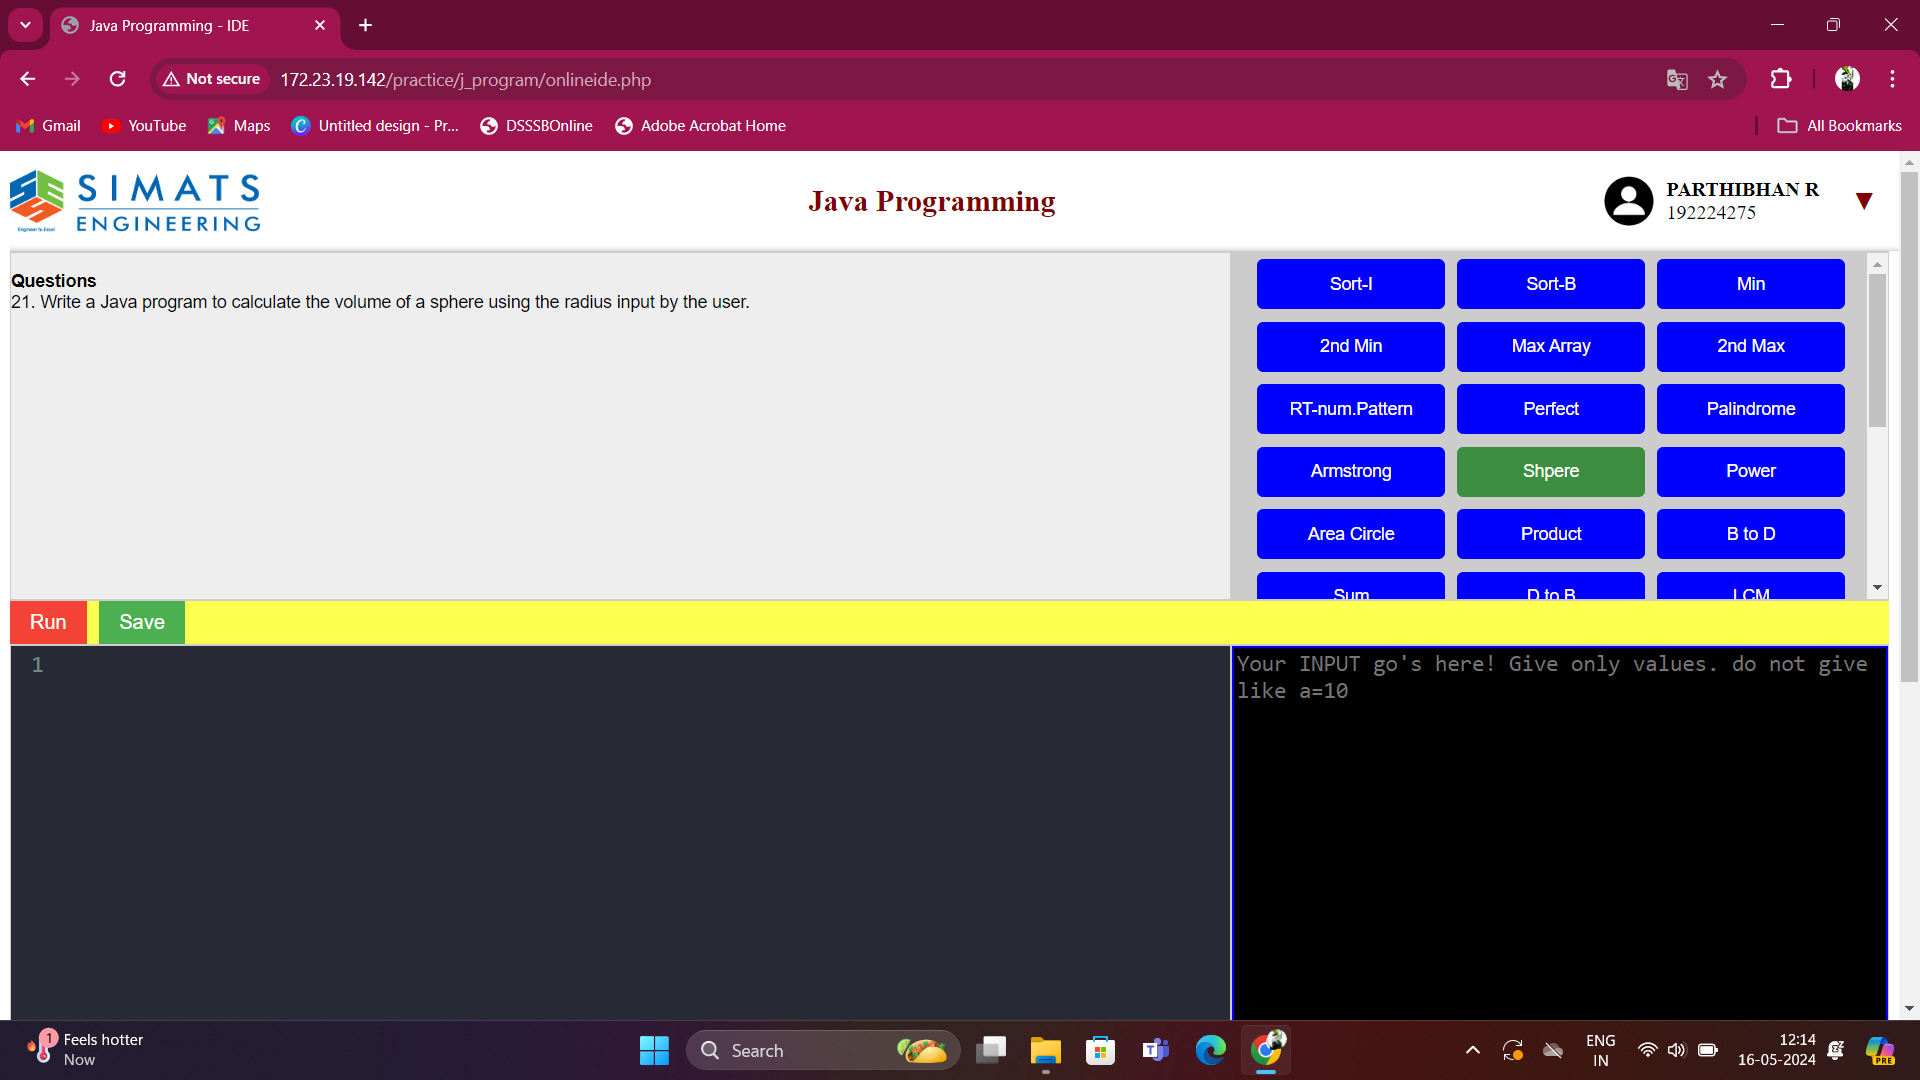 Java Programming - IDE
Not secure
172.23.19.142/practice/j_program/onlineide.php
Gmail
YouTube
Maps
Untitled design - Pr...
DSSSBOnline
Adobe Acrobat Home
All Bookmarks
SIMATS
ENGINEERING
Engineer to Excel
Java Programming
PARTHIBHAN R
192224275
Questions
21. Write a Java program to calculate the volume of a sphere using the radius input by the user.
Sort-I
Sort-B
Min
2nd Min
Max Array
2nd Max
RT-num.Pattern
Perfect
Palindrome
Armstrong
Shpere
Power
Area Circle
Product
B to D
Sum
D to B
LCM
Run
Save
1
Your INPUT go's here! Give only values. do not give
like a=10
1
Feels hotter
Now
Search
ENG
IN
12:14
16-05-2024
PRE